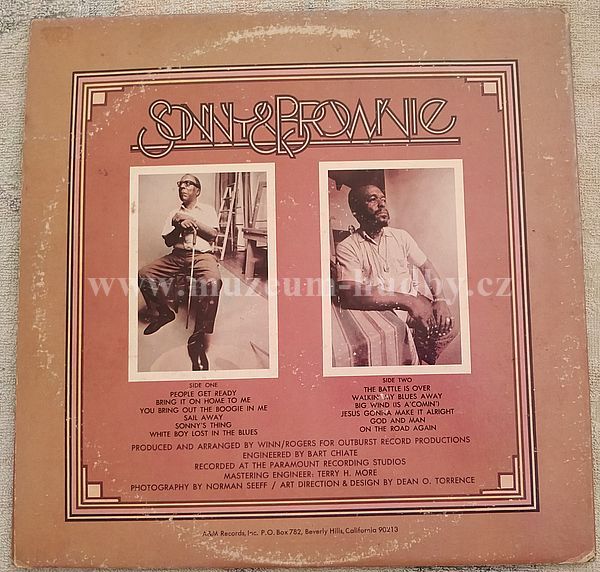 SONNY & BROWNIE
www.muzeum-hudby.cz
SIDE ONE
PEOPLE GET READY
BRING IT ON HOME TO ME
YOU BRING OUT THE BOOGIE IN ME
SAIL AWAY
SONNY'S THING
WHITE BOY LOST IN THE BLUES
SIDE TWO
THE BATTLE IS OVER
WALKIN' MY BLUES AWAY
BIG WIND (IS A'COMIN')
JESUS GONNA MAKE IT ALRIGHT
GOD AND MAN
ON THE ROAD AGAIN
PRODUCED AND ARRANGED BY WINN/ROGERS FOR OUTBURST RECORD PRODUCTIONS
ENGINEERED BY BART CHIATE
RECORDED AT THE PARAMOUNT RECORDING STUDIOS
MASTERING ENGINEER: TERRY H. MORE
PHOTOGRAPHY BY NORMAN SEEFF / ART DIRECTION & DESIGN BY DEAN O. TORRENCE
A&M Records, Inc. P.O. Box 782, Beverly Hills, California 90213